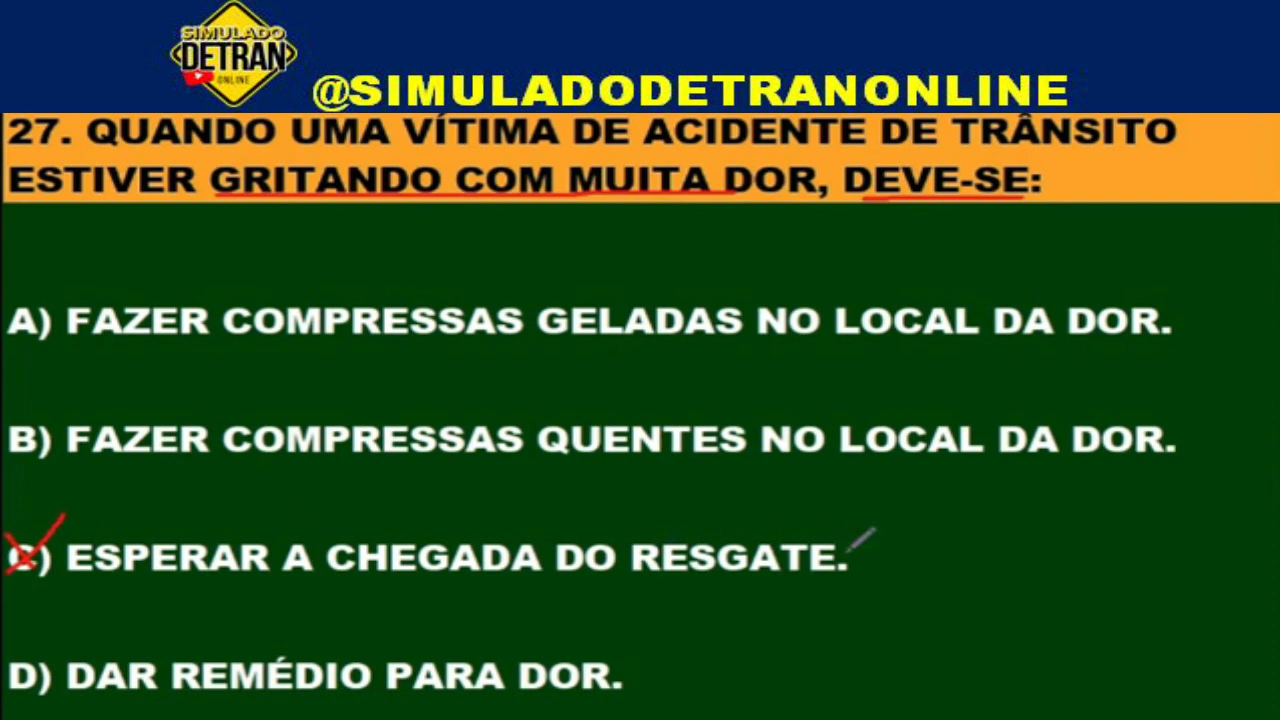 SIMULADO
DETRAN
ONLINE
@SIMULADODETRANONLINE
27. QUANDO UMA VÍTIMA DE ACIDENTE DE TRÂNSITO
ESTIVER GRITANDO COM MUITA DOR, DEVE-SE:
A) FAZER COMPRESSAS GELADAS NO LOCAL DA DOR.
B) FAZER COMPRESSAS QUENTES NO LOCAL DA DOR.
C) ESPERAR A CHEGADA DO RESGATE.
D) DAR REMÉDIO PARA DOR.